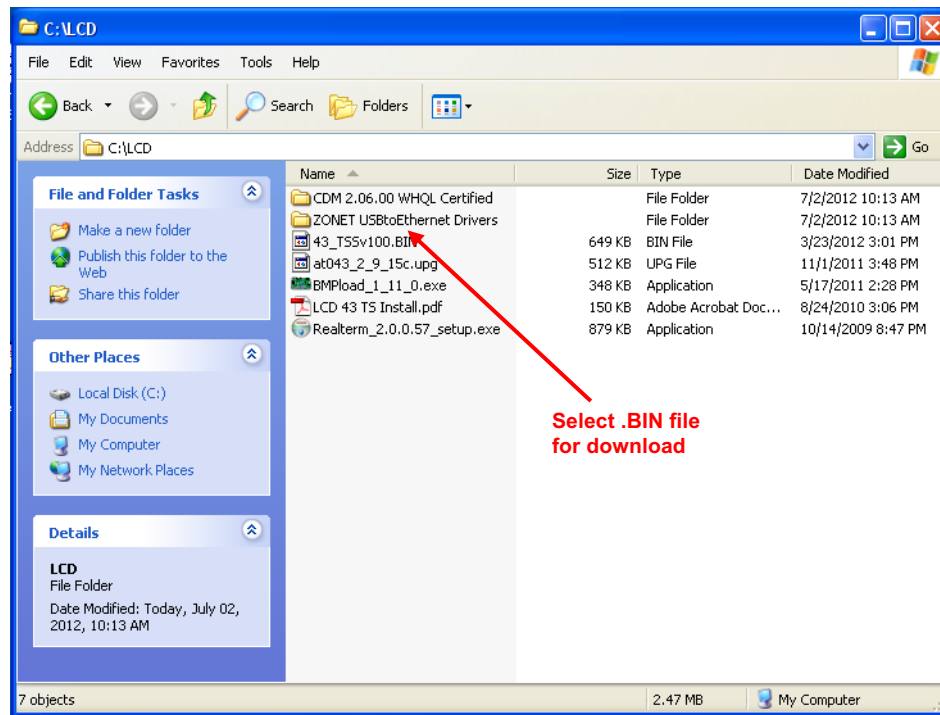 C:\LCD
File Edit View Favorites Tools Help
Back Search Folders
Address C:\LCD Go
Name Size Type Date Modified
File and Folder Tasks
Make a new folder
Publish this folder to the
Web
Share this folder
Other Places
Local Disk (C:)
My Documents
My Computer
My Network Places
Details
LCD
File Folder
Date Modified: Today, July 02,
2012, 10:13 AM
CDM 2.06.00 WHQL Certified File Folder 7/2/2012 10:13 AM
ZONET USBtoEthernet Drivers File Folder 7/2/2012 10:13 AM
43_TSSv100.BIN 649 KB BIN File 3/23/2012 3:01 PM
at043_2_9_15c.upg 512 KB UPG File 11/1/2011 3:48 PM
BMPload_1_11_0.exe 348 KB Application 5/17/2011 2:28 PM
LCD 43 TS Install.pdf 150 KB Adobe Acrobat Doc... 8/24/2010 3:06 PM
Realterm_2.0.0.57_setup.exe 879 KB Application 10/14/2009 8:47 PM
Select .BIN file
for download
7 objects 2.47 MB My Computer